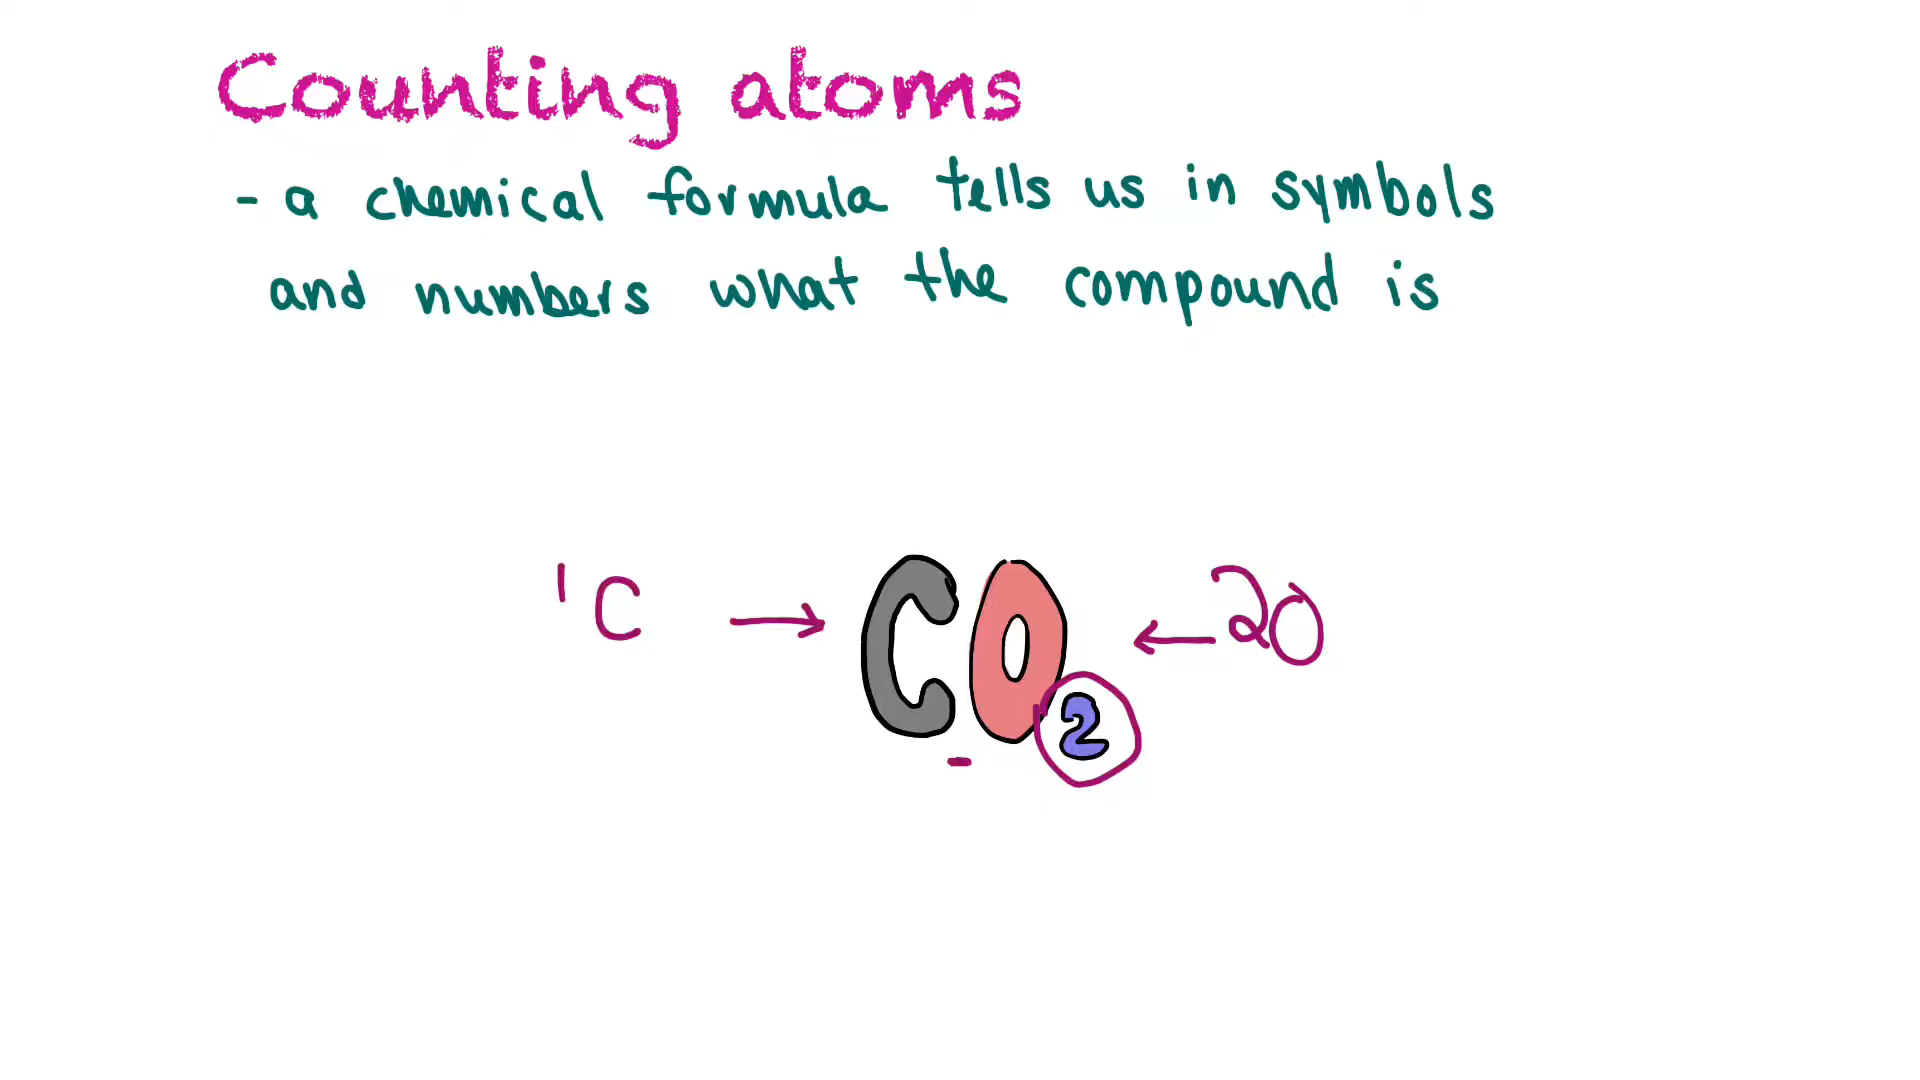 Counting atoms
- a chemical formula tells us in symbols
and numbers what the compound is
1C → CO2 ← 2O